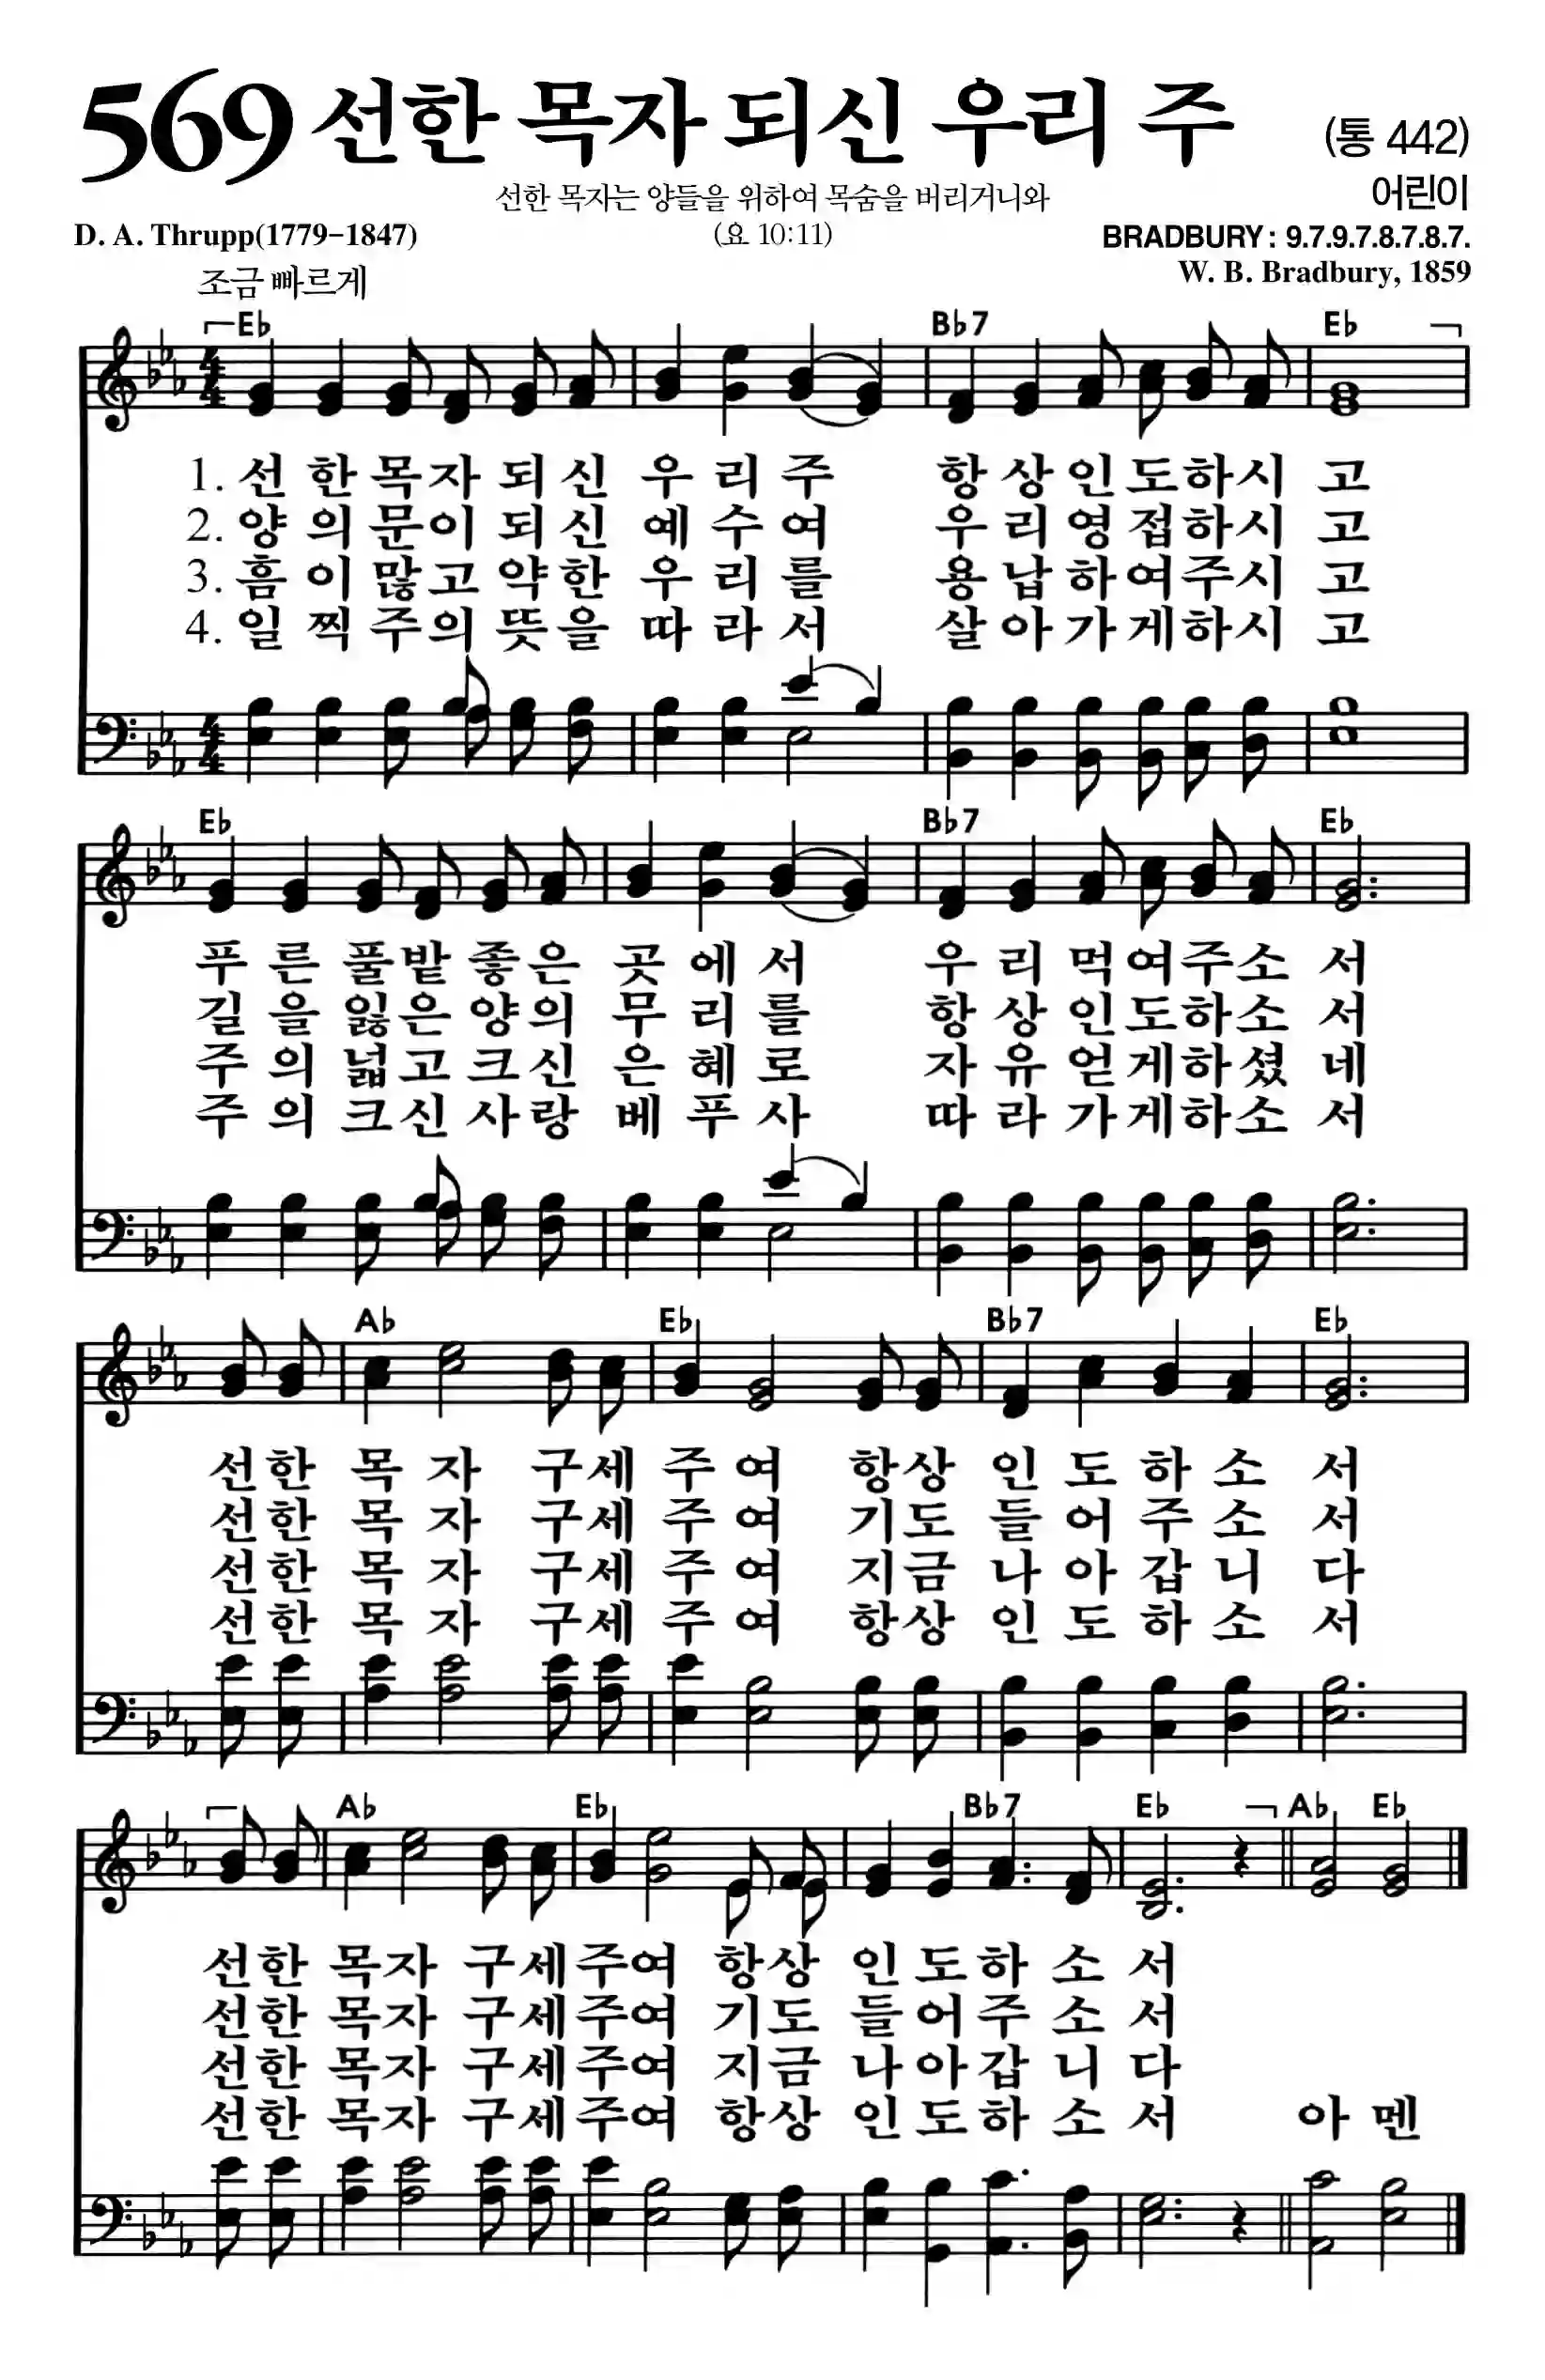 569 선한 목자 되신 우리 주 (통 442)
선한 목자는 양들을 위하여 목숨을 버리거니와
어린이
D. A. Thrupp(1779-1847)
(요 10:11)
BRADBURY: 9.7.9.7.8.7.8.7.
W. B. Bradbury, 1859
조금 빠르게
E♭ B♭7 E♭
1. 선 한 목자 되신 우 리 주 항 상 인도하시 고
2. 양 의 문이 되신 예 수 여 우 리 영접하시 고
3. 흠 이 많고 약한 우 리 를 용 납 하여주시 고
4. 일 찍 주의 뜻을 따 라 서 살 아 가게하시 고
E♭ B♭7 E♭
푸 른 풀밭 좋은 곳 에 서 우 리 먹여주소 서
길 을 잃은 양의 무 리 를 항 상 인도하소 서
주 의 넓고 크신 은 혜 로 자 유 얻게하셨 네
주 의 크신 사랑 베 푸 사 따 라 가게하소 서
A♭ E♭ B♭7 E♭
선한 목 자 구세 주 여 항상 인 도 하 소 서
선한 목 자 구세 주 여 기도 들 어 주 소 서
선한 목 자 구세 주 여 지금 나 아 갑 니 다
선한 목 자 구세 주 여 항상 인 도 하 소 서
A♭ E♭ B♭7 E♭ A♭ E♭
선한 목자 구세주여 항상 인 도하 소 서
선한 목자 구세주여 기도 들 어주 소 서
선한 목자 구세주여 지금 나 아갑 니 다
선한 목자 구세주여 항상 인 도하 소 서 아 멘